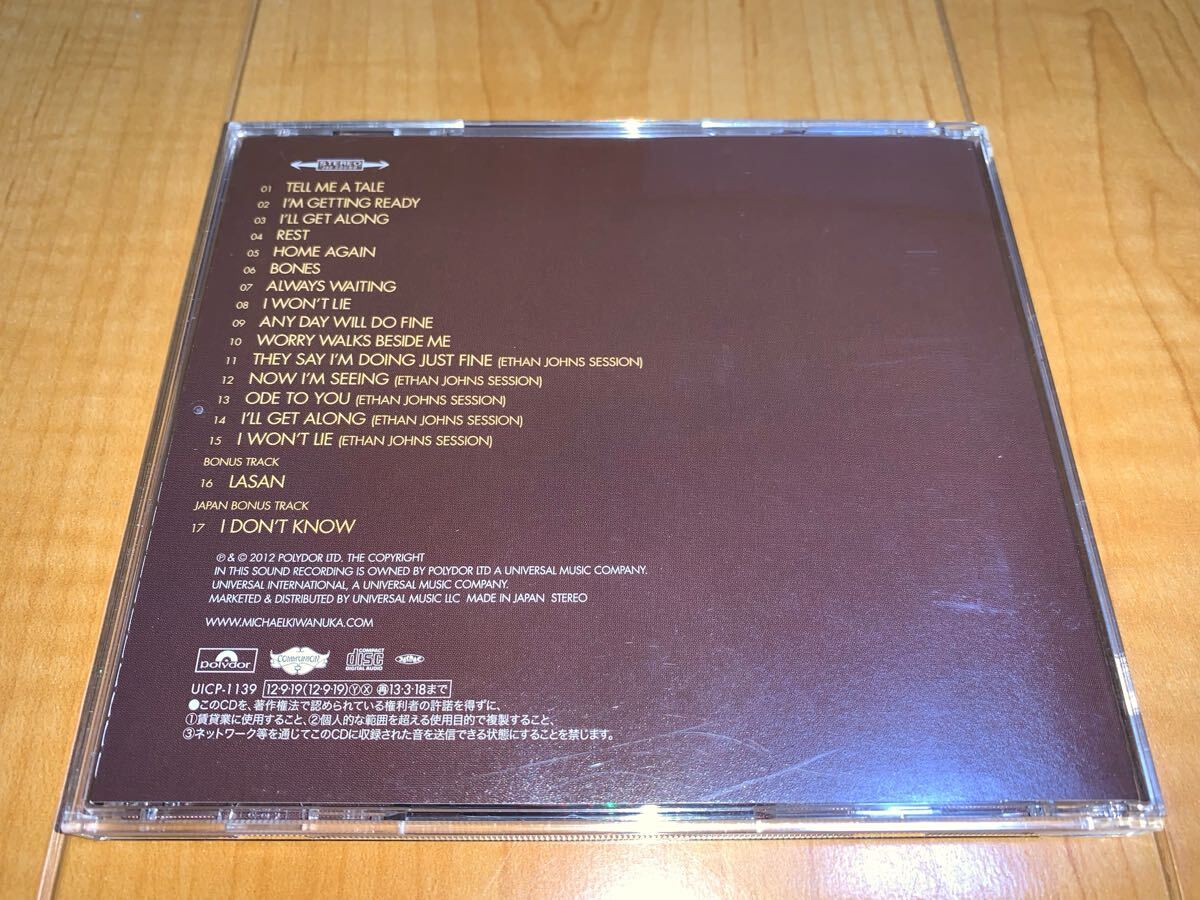 STEREO
01 TELL ME A TALE
02 I'M GETTING READY
03 I'LL GET ALONG
04 REST
05 HOME AGAIN
06 BONES
07 ALWAYS WAITING
08 I WON'T LIE
09 ANY DAY WILL DO FINE
10 WORRY WALKS BESIDE ME
11 THEY SAY I'M DOING JUST FINE (ETHAN JOHNS SESSION)
12 NOW I'M SEEING (ETHAN JOHNS SESSION)
13 ODE TO YOU (ETHAN JOHNS SESSION)
14 I'LL GET ALONG (ETHAN JOHNS SESSION)
15 I WON'T LIE (ETHAN JOHNS SESSION)
BONUS TRACK
16 LASAN
JAPAN BONUS TRACK
17 I DON'T KNOW
℗ & © 2012 POLYDOR LTD. THE COPYRIGHT
IN THIS SOUND RECORDING IS OWNED BY POLYDOR LTD A UNIVERSAL MUSIC COMPANY.
UNIVERSAL INTERNATIONAL, A UNIVERSAL MUSIC COMPANY.
MARKETED & DISTRIBUTED BY UNIVERSAL MUSIC LLC MADE IN JAPAN STEREO
WWW.MICHAELKIWANUKA.COM
Polydor COMMUNION COMPACT disc DIGITAL AUDIO
UICP-1139 12·9·19(12·9·19)ⓎⓍ ㊢13·3·18まで
●このCDを、著作権法で認められている権利者の許諾を得ずに、
①賃貸業に使用すること、②個人的な範囲を超える使用目的で複製すること、
③ネットワーク等を通じてこのCDに収録された音を送信できる状態にすることを禁じます。